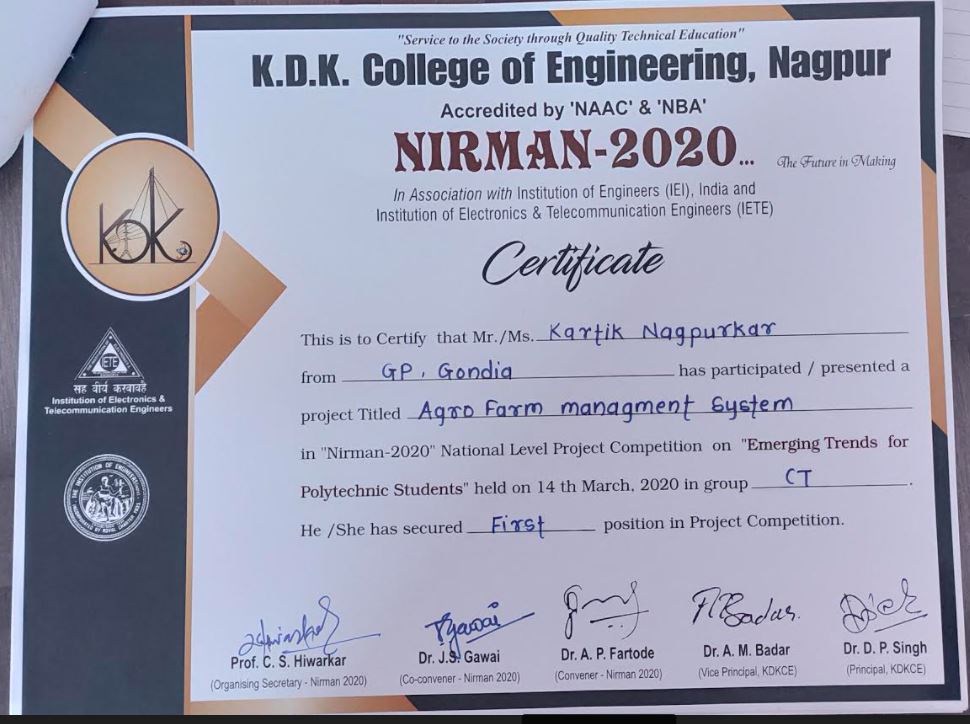 "Service to the Society through Quality Technical Education"
K.D.K. College of Engineering, Nagpur
Accredited by 'NAAC' & 'NBA'
NIRMAN-2020... The Future in Making
In Association with Institution of Engineers (IEI), India and
Institution of Electronics & Telecommunication Engineers (IETE)
Certificate
KDK
IETE
सह वीर्यं करवावहै
Institution of Electronics &
Telecommunication Engineers
THE INSTITUTION OF ENGINEERS
This is to Certify that Mr./Ms. Kartik Nagpurkar
from GP, Gondia has participated / presented a
project Titled Agro Farm managment System
in "Nirman-2020" National Level Project Competition on "Emerging Trends for
Polytechnic Students" held on 14 th March, 2020 in group CT.
He /She has secured First position in Project Competition.
Prof. C. S. Hiwarkar
(Organising Secretary - Nirman 2020)
Dr. J.S. Gawai
(Co-convener - Nirman 2020)
Dr. A. P. Fartode
(Convener - Nirman 2020)
Dr. A. M. Badar
(Vice Principal, KDKCE)
Dr. D. P. Singh
(Principal, KDKCE)